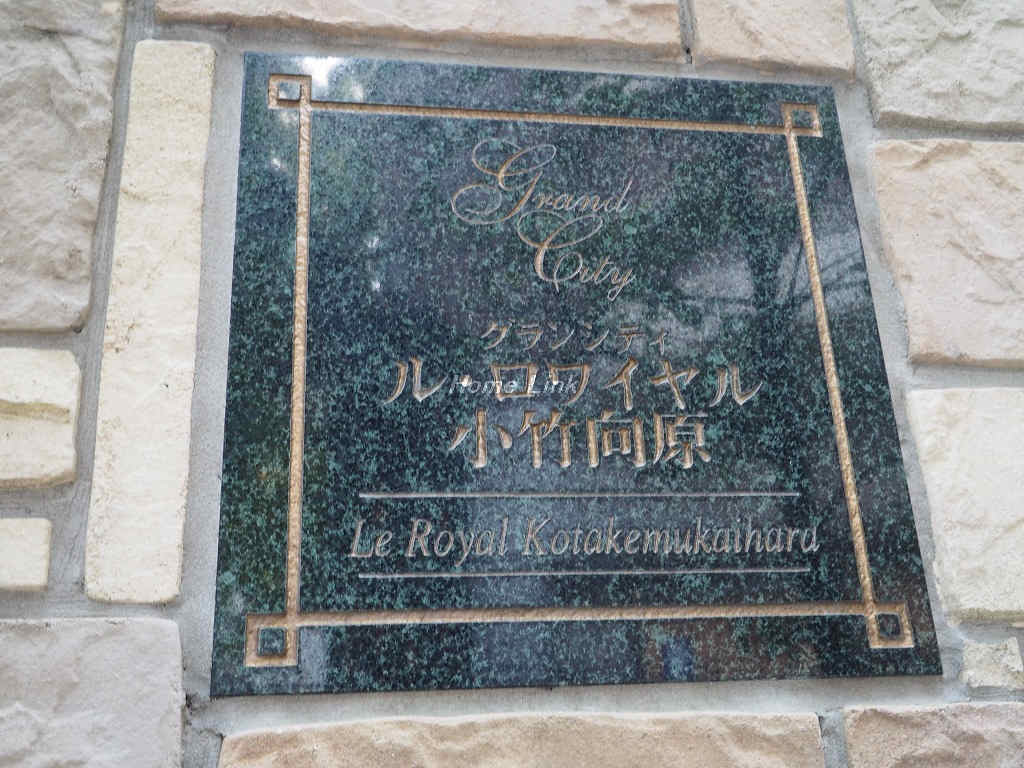 Grand
City
グランシティ
ル・ロワイヤル
Home Link
小竹向原
Le Royal Kotakemukaihara